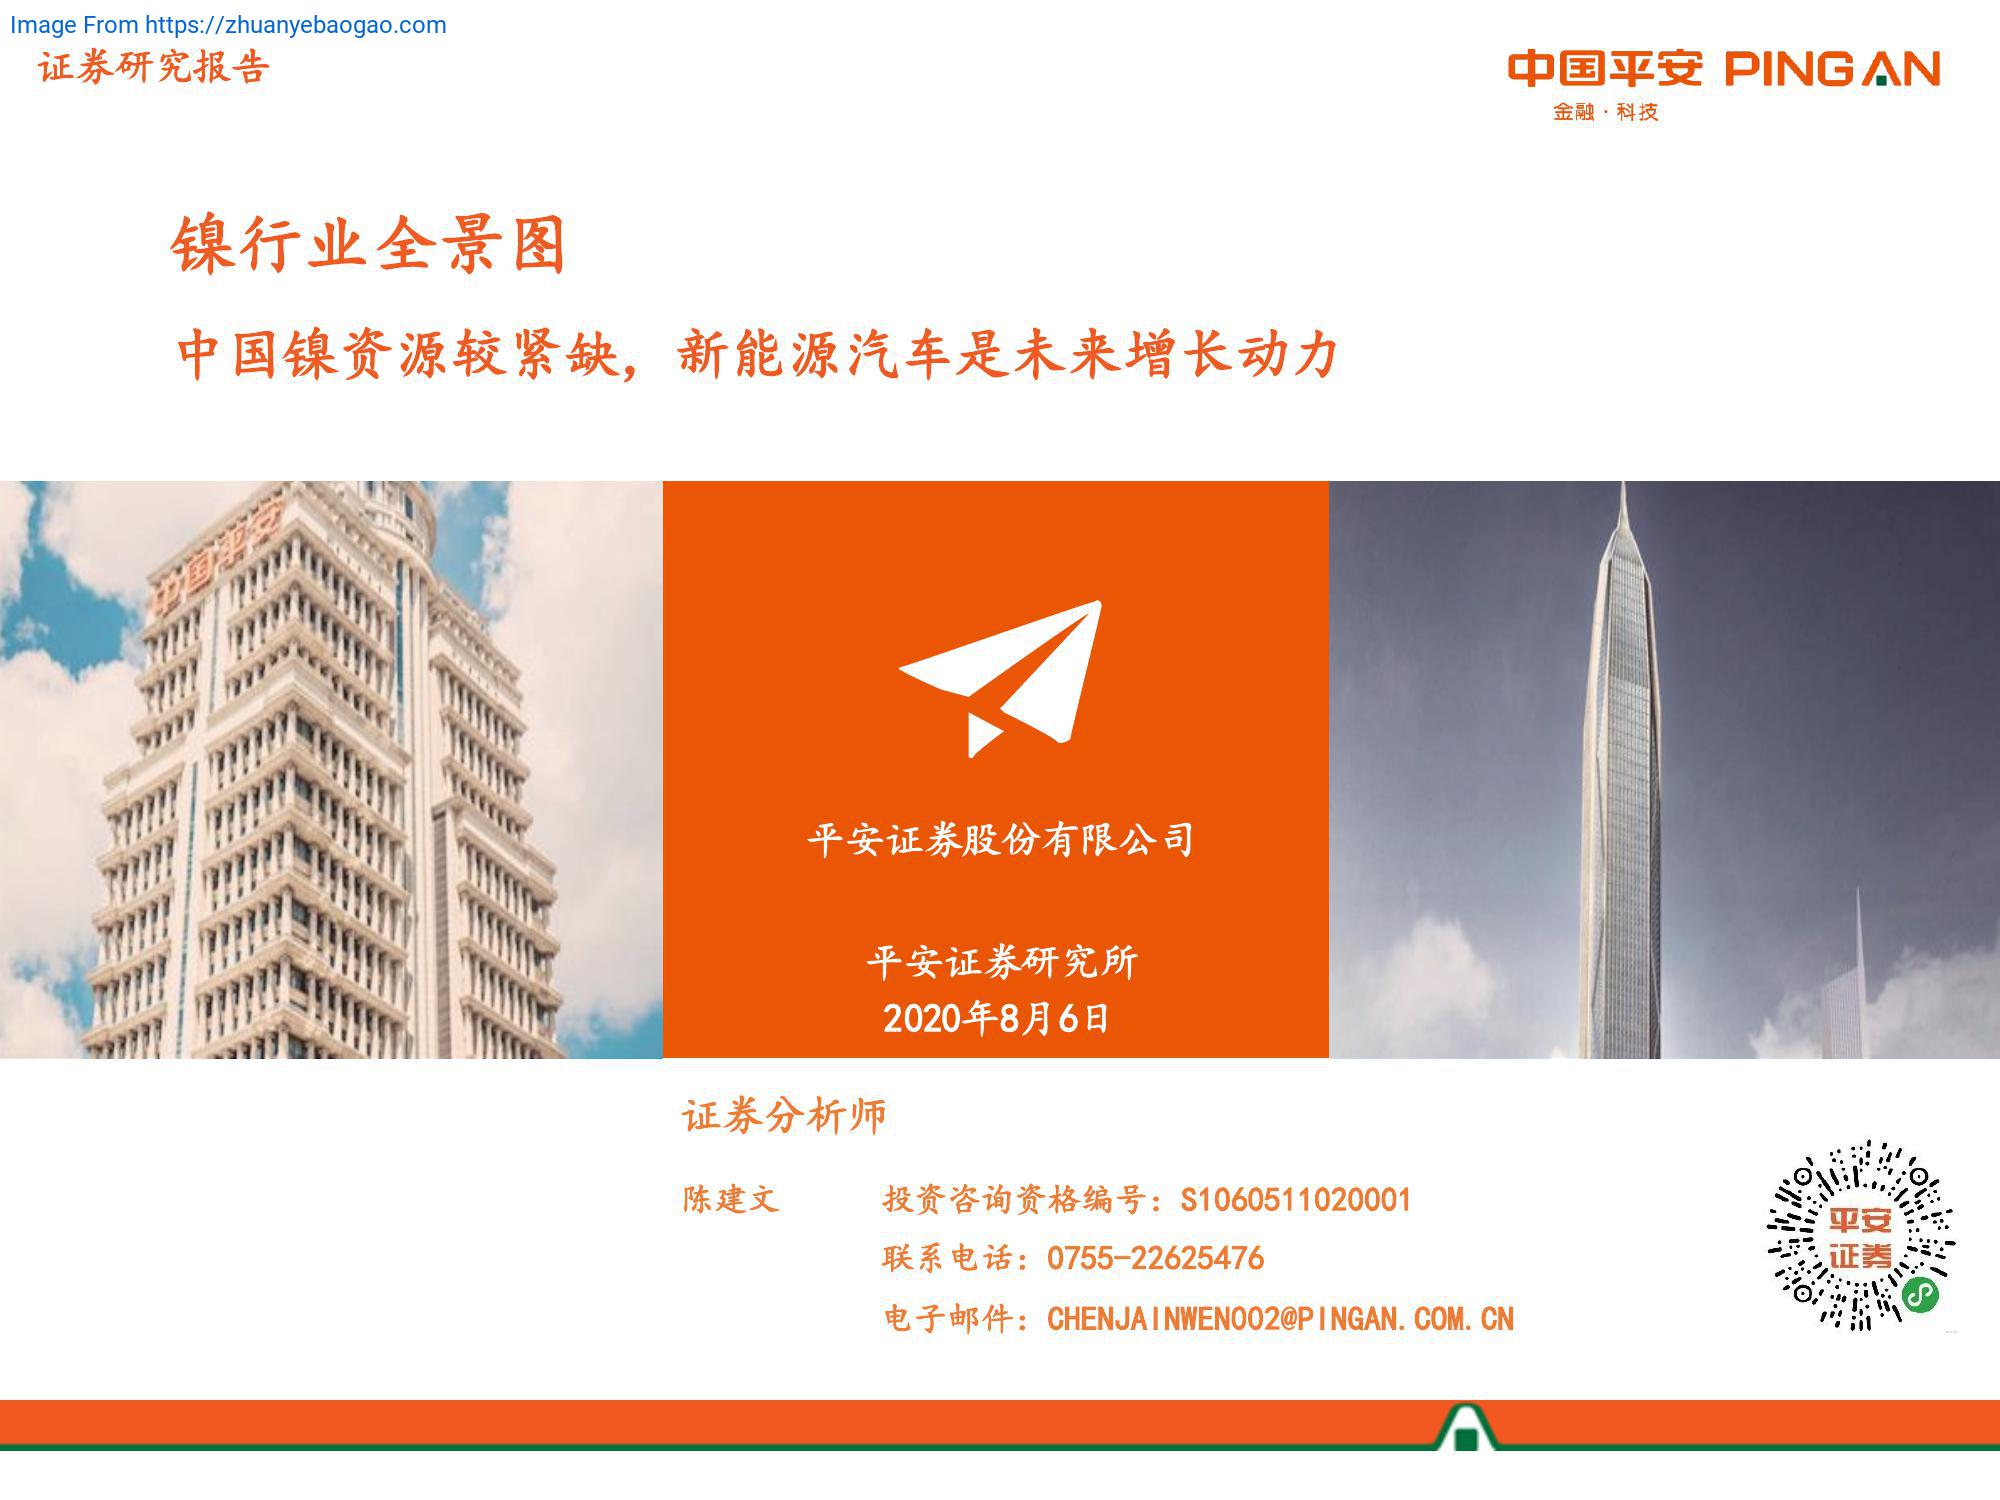 Image From https://zhuanyebaogao.com
证券研究报告
中国平安 PINGAN
金融·科技
镍行业全景图
中国镍资源较紧缺，新能源汽车是未来增长动力
中国平安
平安证券股份有限公司
平安证券研究所
2020年8月6日
证券分析师
陈建文 投资咨询资格编号：S1060511020001
联系电话：0755-22625476
电子邮件：CHENJAINWEN002@PINGAN.COM.CN
平安
证券